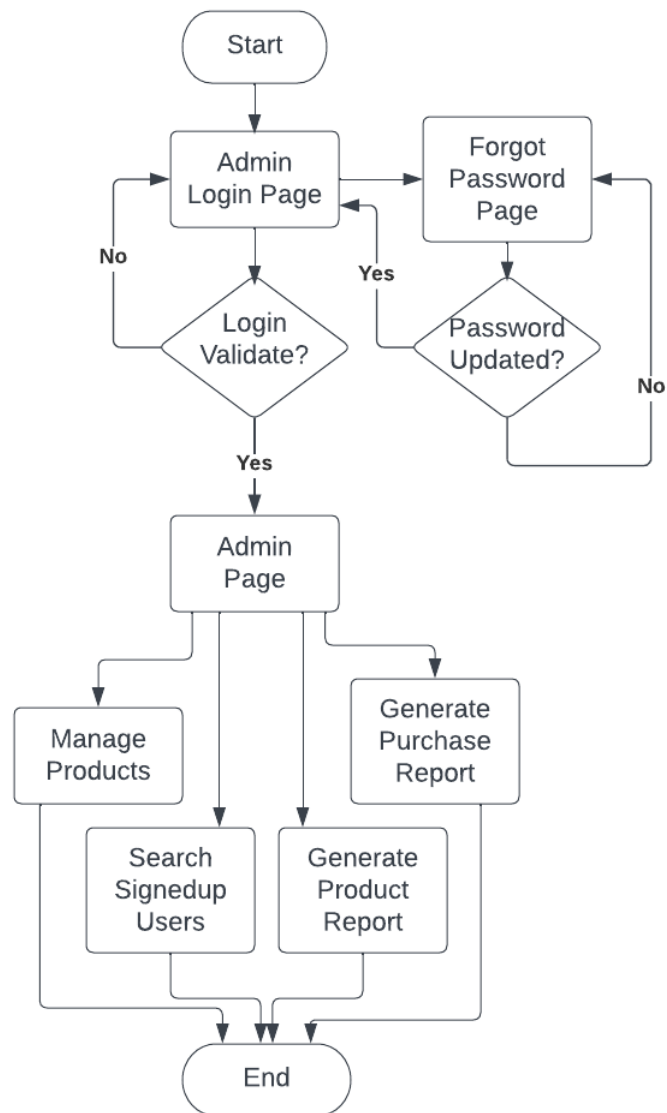 Start
Admin
Login Page
Forgot
Password
Page
No
Yes
Login
Validate?
Password
Updated?
No
Yes
Admin
Page
Manage
Products
Generate
Purchase
Report
Search
Signedup
Users
Generate
Product
Report
End